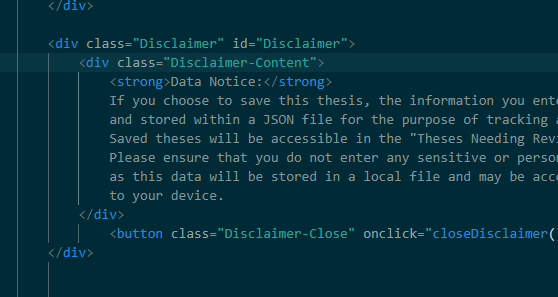 </div>
<div class="Disclaimer" id="Disclaimer">
<div class="Disclaimer-Content">
<strong>Data Notice:</strong>
If you choose to save this thesis, the information you
and stored within a JSON file for the purpose of tracking
Saved theses will be accessible in the "Theses Needing
Please ensure that you do not enter any sensitive or
as this data will be stored in a local file and may be
to your device.
</div>
<button class="Disclaimer-Close" onclick="closeDisclaimer()
</div>